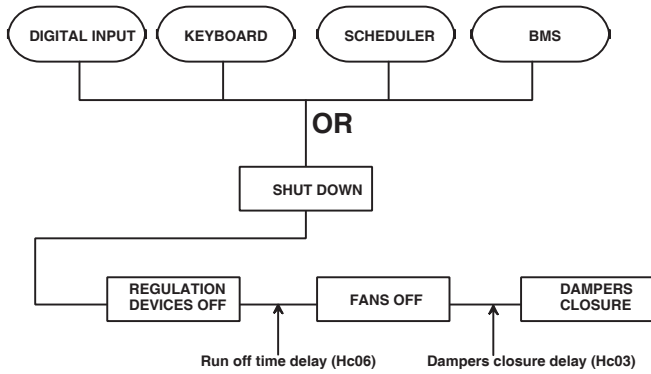 DIGITAL INPUT
KEYBOARD
SCHEDULER
BMS
OR
SHUT DOWN
REGULATION
DEVICES OFF
FANS OFF
DAMPERS
CLOSURE
Run off time delay (Hc06)
Dampers closure delay (Hc03)